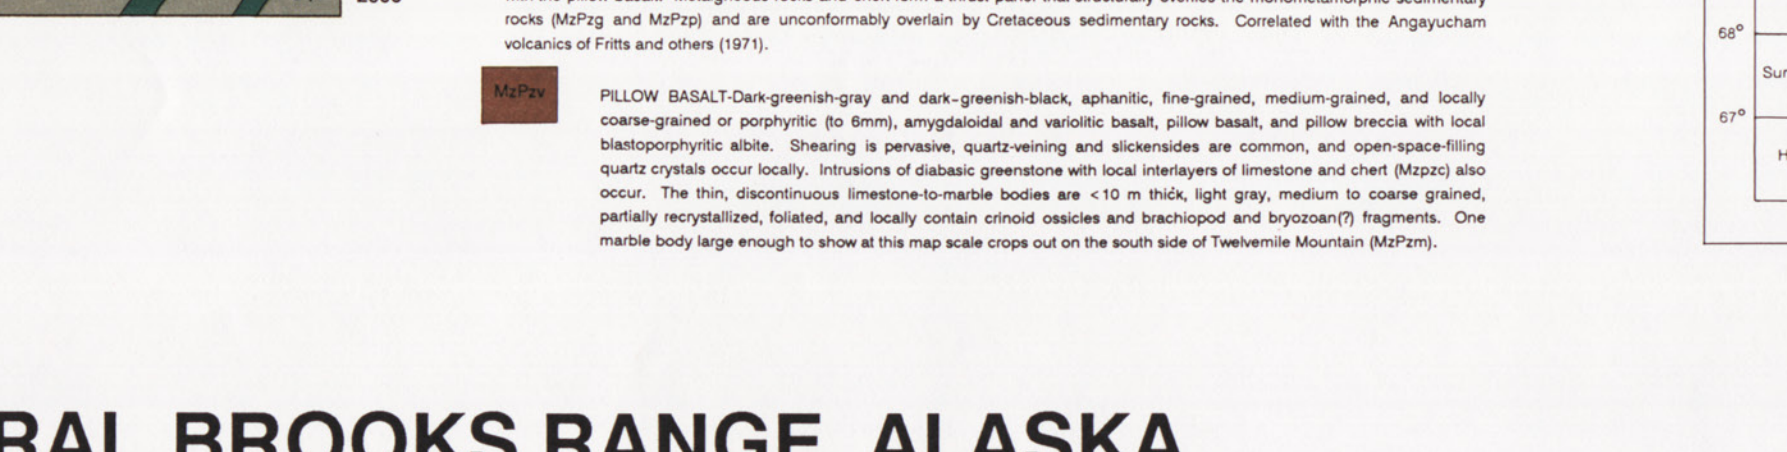 rocks (MzPzg and MzPzp) and are unconformably overlain by Cretaceous sedimentary rocks. Correlated with the Angayucham
volcanics of Fritts and others (1971).
MzPzv
PILLOW BASALT-Dark-greenish-gray and dark-greenish-black, aphanitic, fine-grained, medium-grained, and locally
coarse-grained or porphyritic (to 6mm), amygdaloidal and variolitic basalt, pillow basalt, and pillow breccia with local
blastoporphyritic albite. Shearing is pervasive, quartz-veining and slickensides are common, and open-space-filling
quartz crystals occur locally. Intrusions of diabasic greenstone with local interlayers of limestone and chert (Mzpzc) also
occur. The thin, discontinuous limestone-to-marble bodies are <10 m thick, light gray, medium to coarse grained,
partially recrystallized, foliated, and locally contain crinoid ossicles and brachiopod and bryozoan(?) fragments. One
marble body large enough to show at this map scale crops out on the south side of Twelvemile Mountain (MzPzm).
68°
Sur
67°
H
RAL BROOKS RANGE, ALASKA